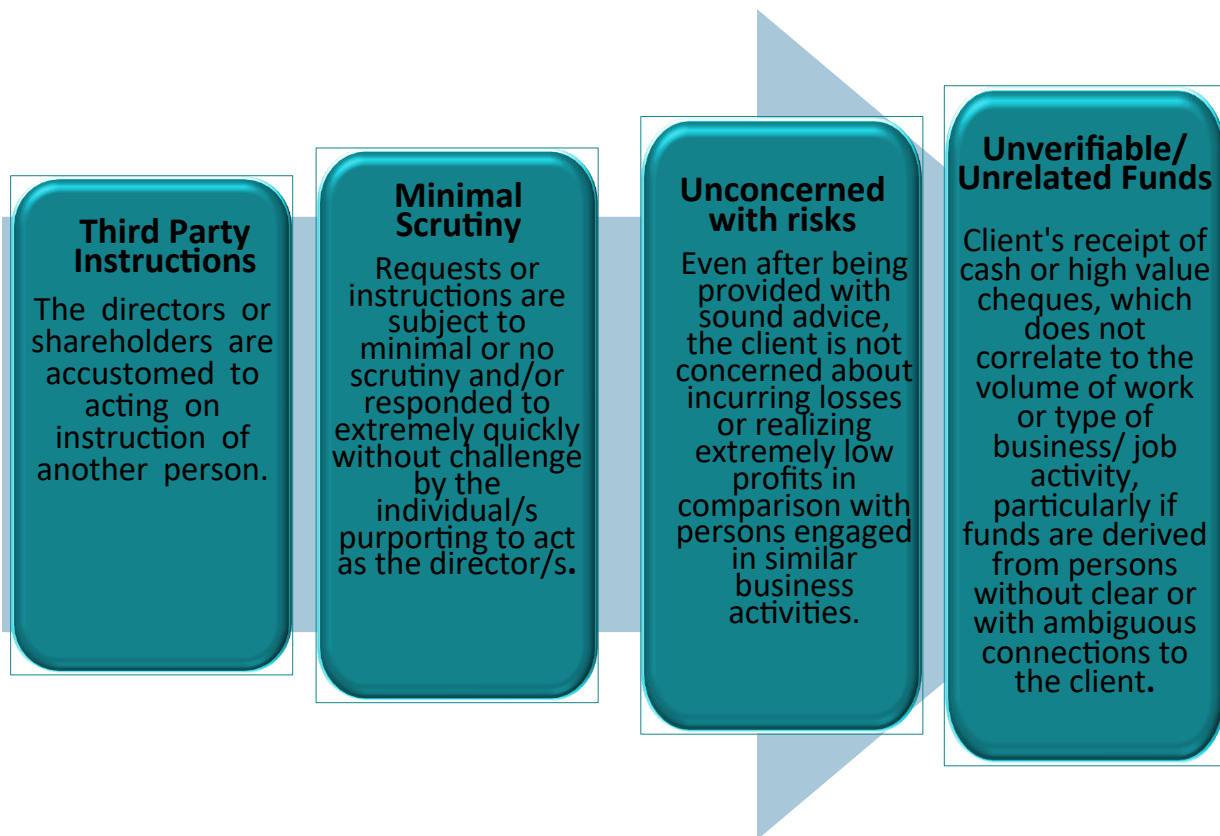 Third Party
Instructions
The directors or
shareholders are
accustomed to
acting on
instruction of
another person.
Minimal
Scrutiny
Requests or
instructions are
subject to
minimal or no
scrutiny and/or
responded to
extremely quickly
without challenge
by the
individual/s
purporting to act
as the director/s.
Unconcerned
with risks
Even after being
provided with
sound advice,
the client is not
concerned about
incurring losses
or realizing
extremely low
profits in
comparison with
persons engaged
in similar
business
activities.
Unverifiable/
Unrelated Funds
Client's receipt of
cash or high value
cheques, which
does not
correlate to the
volume of work
or type of
business/ job
activity,
particularly if
funds are derived
from persons
without clear or
with ambiguous
connections to
the client.